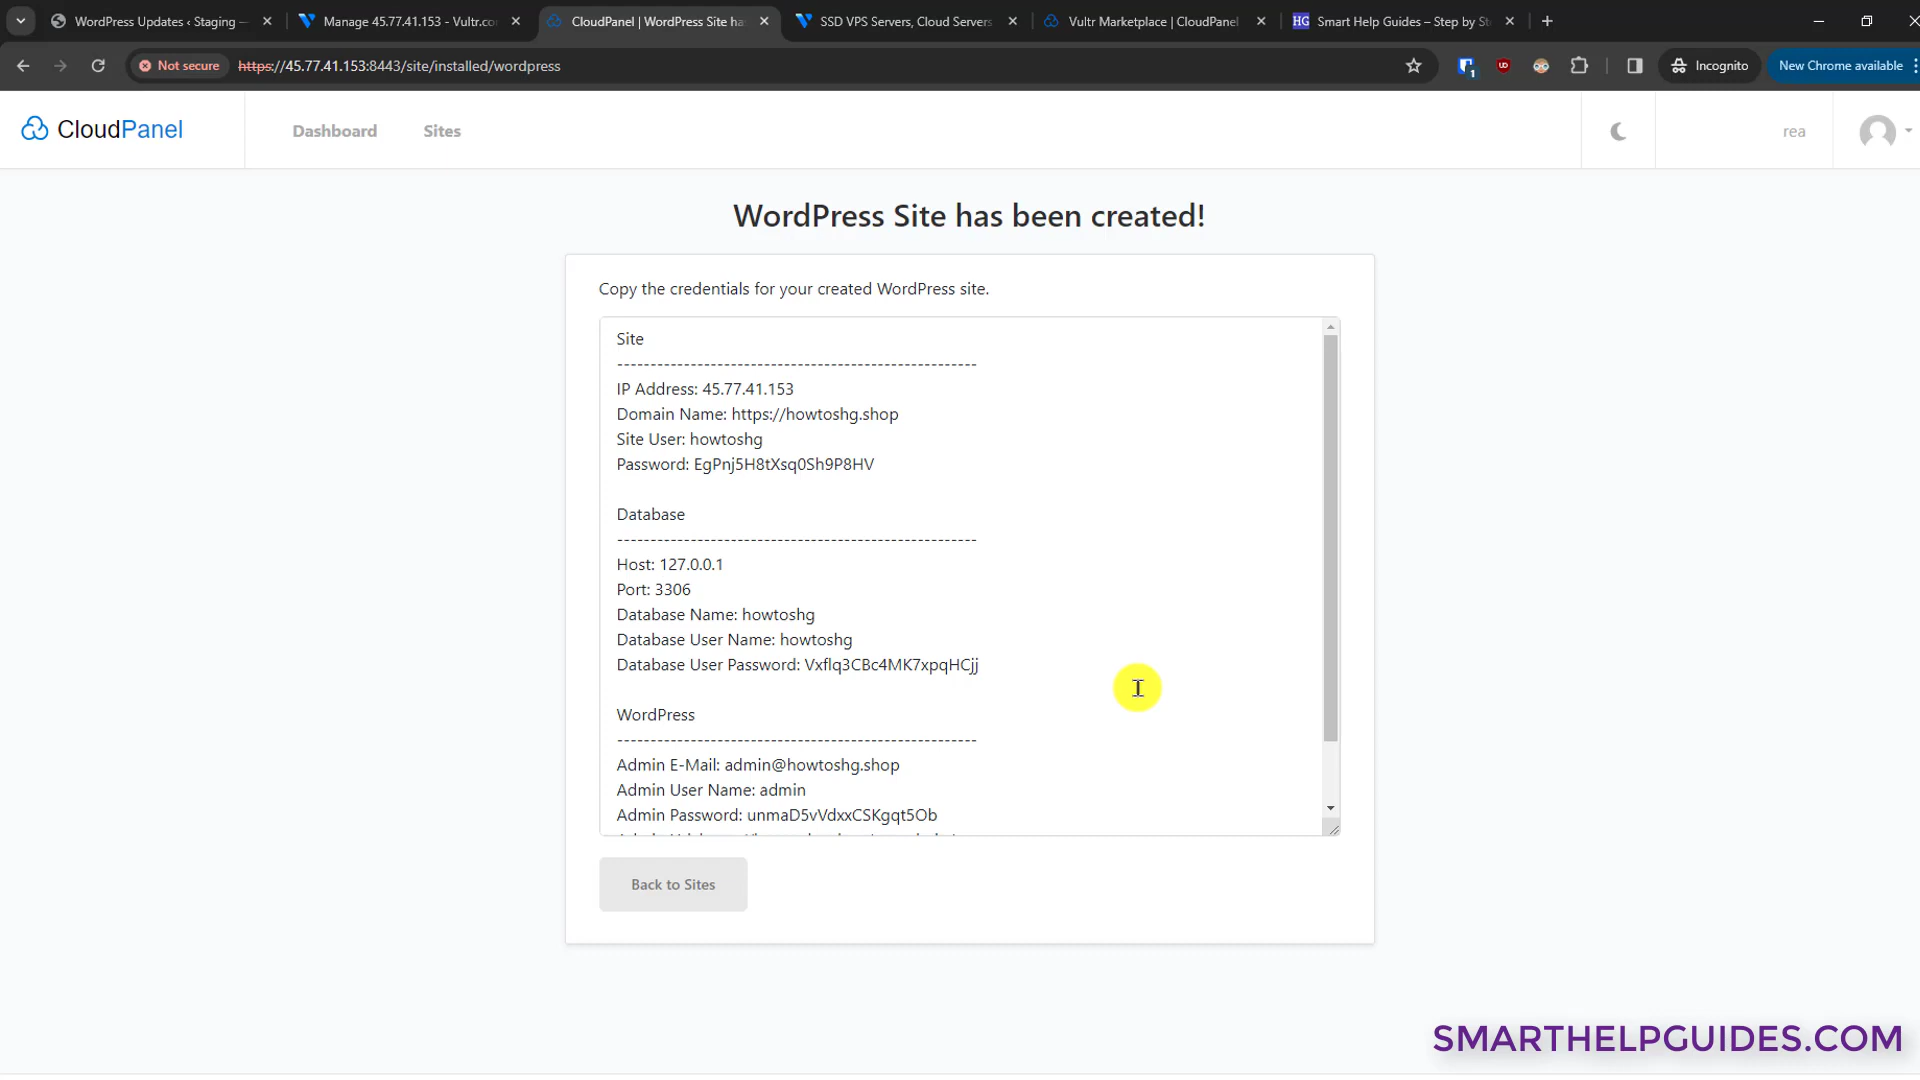 WordPress Updates ‹ Staging —
Manage 45.77.41.153 - Vultr.co
CloudPanel | WordPress Site ha
SSD VPS Servers, Cloud Servers
Vultr Marketplace | CloudPanel
HG
Smart Help Guides – Step by St
Not secure
https://45.77.41.153:8443/site/installed/wordpress
1
Incognito
New Chrome available
CloudPanel
Dashboard
Sites
rea
WordPress Site has been created!
Copy the credentials for your created WordPress site.
Site
------------------------------------------------------
IP Address: 45.77.41.153
Domain Name: https://howtoshg.shop
Site User: howtoshg
Password: EgPnj5H8tXsq0Sh9P8HV
Database
------------------------------------------------------
Host: 127.0.0.1
Port: 3306
Database Name: howtoshg
Database User Name: howtoshg
Database User Password: Vxflq3CBc4MK7xpqHCjj
WordPress
------------------------------------------------------
Admin E-Mail: admin@howtoshg.shop
Admin User Name: admin
Admin Password: unmaD5vVdxxCSKgqt5Ob
Back to Sites
SMARTHELPGUIDES.COM